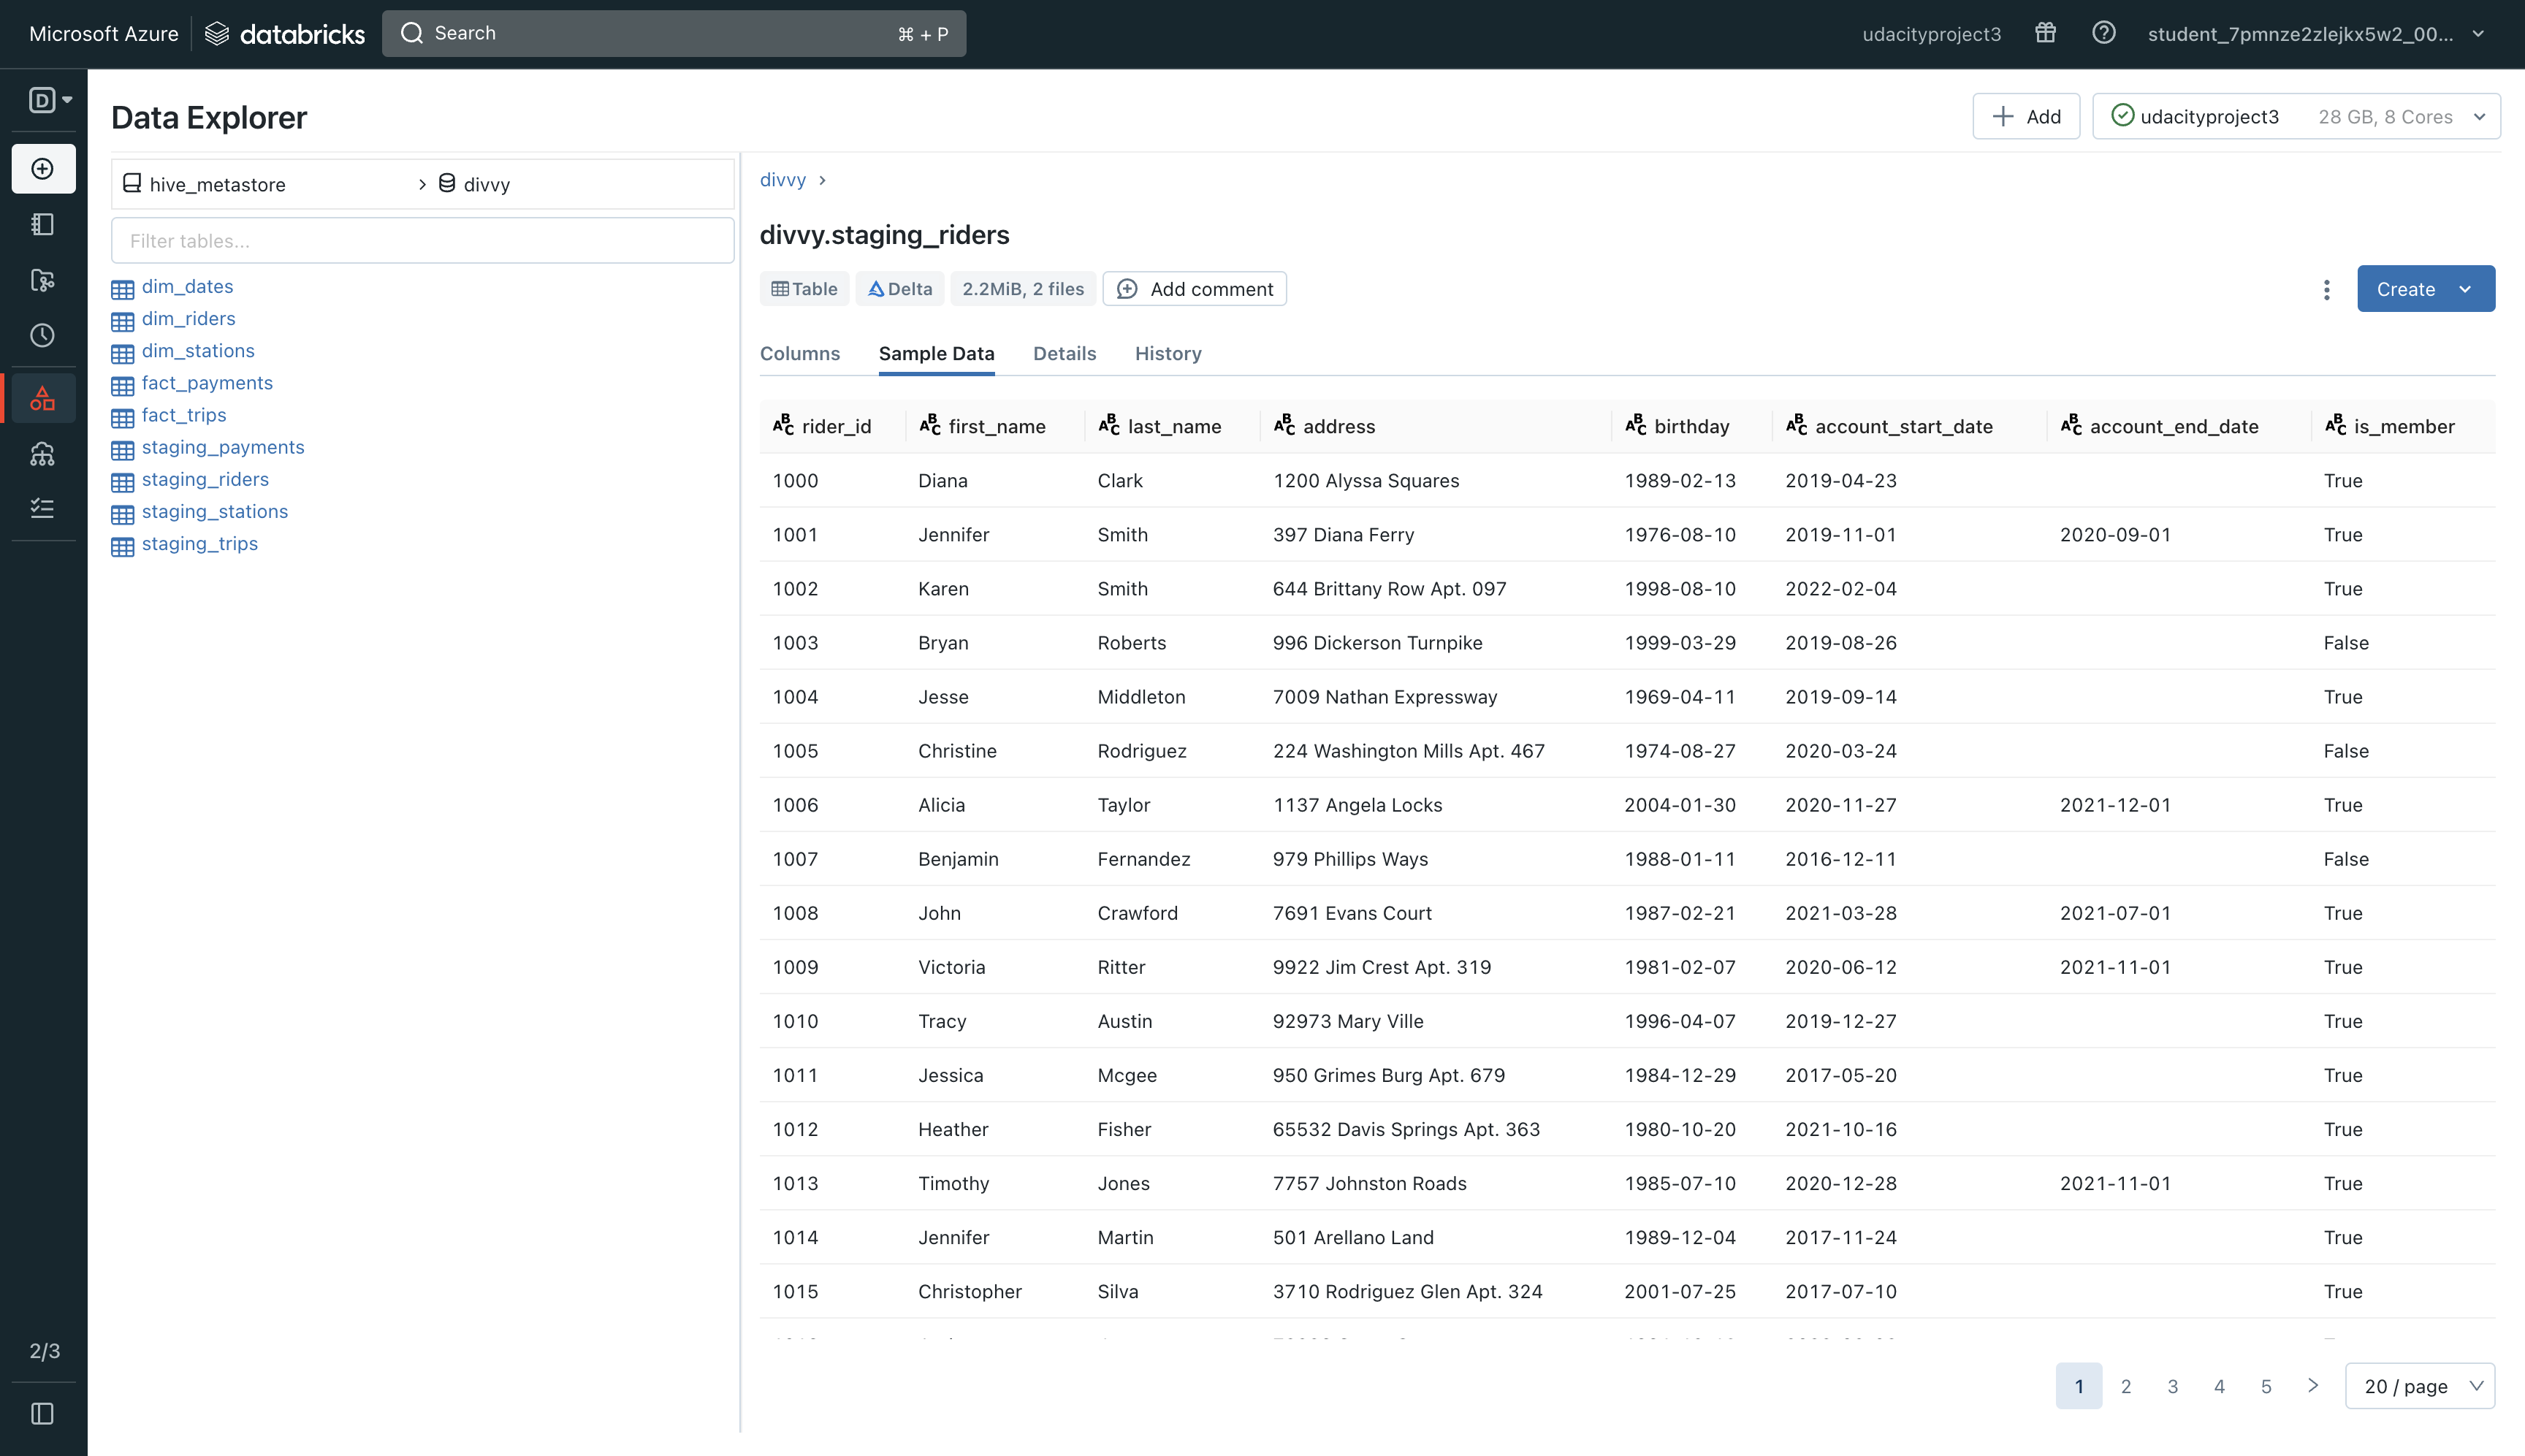 Microsoft Azure databricks Search ⌘ + P udacityproject3 student_7pmnze2zlejkx5w2_00...
D
Data Explorer
Add udacityproject3 28 GB, 8 Cores
hive_metastore > divvy
Filter tables...
dim_dates
dim_riders
dim_stations
fact_payments
fact_trips
staging_payments
staging_riders
staging_stations
staging_trips
2/3
divvy >
divvy.staging_riders
Table Delta 2.2MiB, 2 files Add comment
Create
Columns Sample Data Details History
ABC rider_id ABC first_name ABC last_name ABC address ABC birthday ABC account_start_date ABC account_end_date ABC is_member
1000 Diana Clark 1200 Alyssa Squares 1989-02-13 2019-04-23 True
1001 Jennifer Smith 397 Diana Ferry 1976-08-10 2019-11-01 2020-09-01 True
1002 Karen Smith 644 Brittany Row Apt. 097 1998-08-10 2022-02-04 True
1003 Bryan Roberts 996 Dickerson Turnpike 1999-03-29 2019-08-26 False
1004 Jesse Middleton 7009 Nathan Expressway 1969-04-11 2019-09-14 True
1005 Christine Rodriguez 224 Washington Mills Apt. 467 1974-08-27 2020-03-24 False
1006 Alicia Taylor 1137 Angela Locks 2004-01-30 2020-11-27 2021-12-01 True
1007 Benjamin Fernandez 979 Phillips Ways 1988-01-11 2016-12-11 False
1008 John Crawford 7691 Evans Court 1987-02-21 2021-03-28 2021-07-01 True
1009 Victoria Ritter 9922 Jim Crest Apt. 319 1981-02-07 2020-06-12 2021-11-01 True
1010 Tracy Austin 92973 Mary Ville 1996-04-07 2019-12-27 True
1011 Jessica Mcgee 950 Grimes Burg Apt. 679 1984-12-29 2017-05-20 True
1012 Heather Fisher 65532 Davis Springs Apt. 363 1980-10-20 2021-10-16 True
1013 Timothy Jones 7757 Johnston Roads 1985-07-10 2020-12-28 2021-11-01 True
1014 Jennifer Martin 501 Arellano Land 1989-12-04 2017-11-24 True
1015 Christopher Silva 3710 Rodriguez Glen Apt. 324 2001-07-25 2017-07-10 True
1 2 3 4 5 > 20 / page